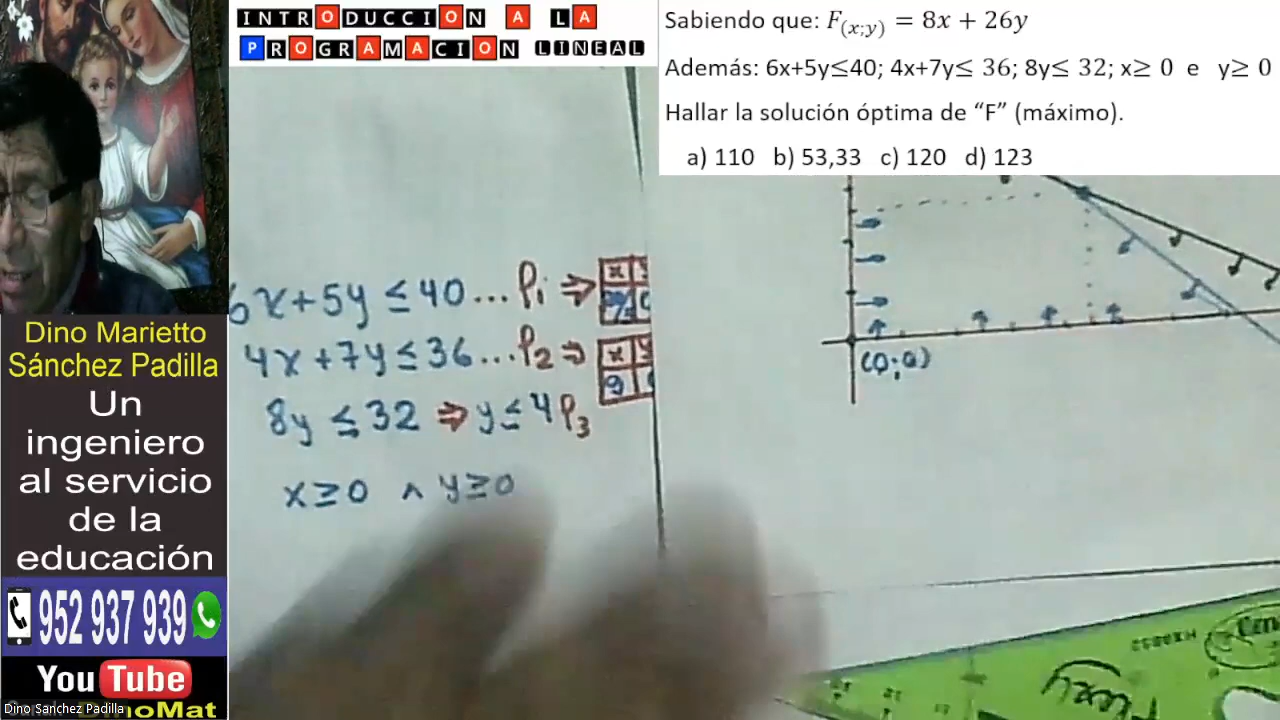 INTRODUCCION A LA
PROGRAMACION LINEAL
Sabiendo que: F(x;y) = 8x + 26y
Además: 6x+5y≤40; 4x+7y≤ 36; 8y≤ 32; x≥ 0 e y≥ 0
Hallar la solución óptima de “F” (máximo).
a) 110 b) 53,33 c) 120 d) 123
6x+5y ≤ 40 ... P1 ⇒
x
4x+7y ≤ 36 ... P2 ⇒
x
9
8y ≤ 32 ⇒ y ≤ 4 P3
x ≥ 0 ∧ y ≥ 0
(0;0)
Dino Marietto
Sánchez Padilla
Un
ingeniero
al servicio
de la
educación
952 937 939
YouTube
DinoMat
Dino Sanchez Padilla